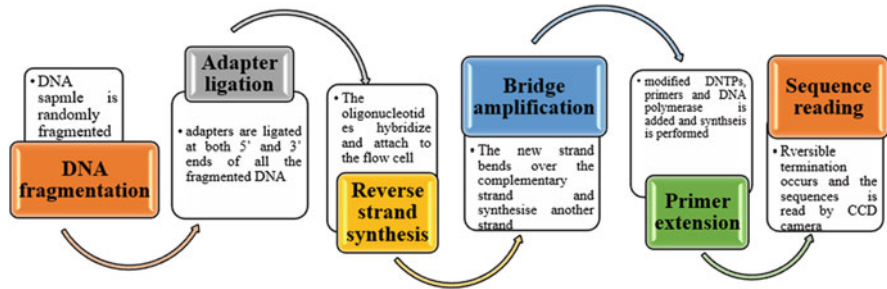 • DNA
sapmle is
randomly
fragmented
DNA
fragmentation
Adapter
ligation
• adapters are ligated
at both 5' and 3'
ends of all the
fragmented DNA
• The
oligonucleotid
es hybridize
and attach to
the flow cell
Reverse
strand
synthesis
Bridge
amplification
• The new strand
bends over the
complementary
strand and
synthesise another
strand
• modified DNTPs,
primers and DNA
polymerase is
added and synthseis
is performed
Primer
extension
Sequence
reading
• Rversible
termination
occurs and the
sequences is
read by CCD
camera